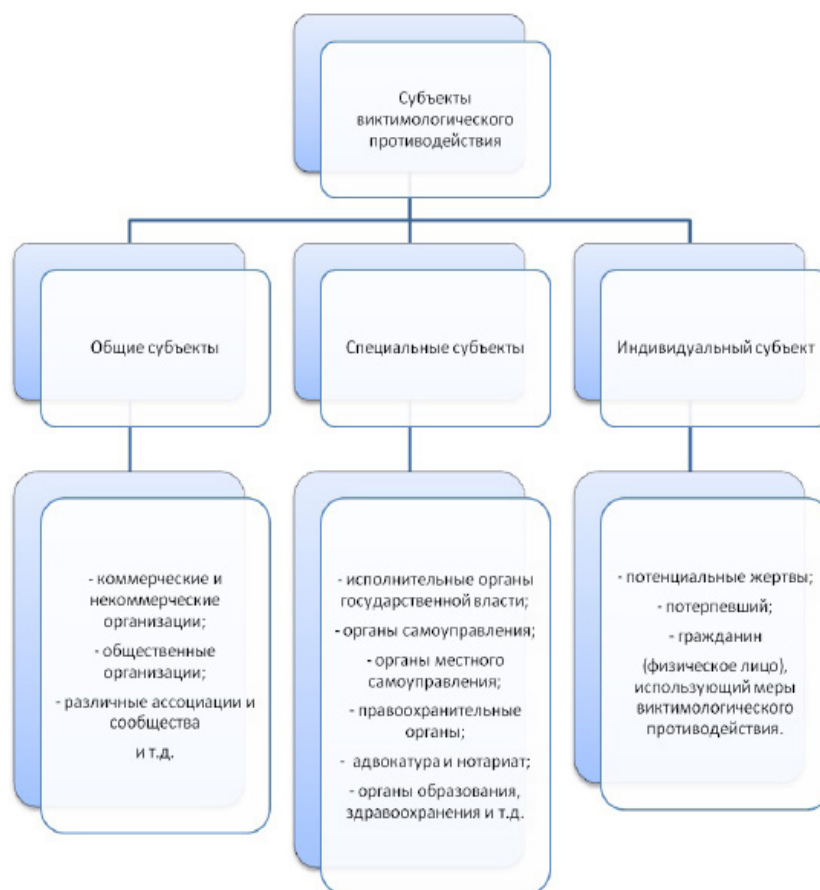 Субъекты
виктимологического
противодействия
Общие субъекты
Специальные субъекты
Индивидуальный субъект
- коммерческие и
некоммерческие
организации;
- общественные
организации;
- различные ассоциации и
сообщества
и т.д.
- исполнительные органы
государственной власти;
- органы самоуправления;
- органы местного
самоуправления;
- правоохранительные
органы;
- адвокатура и нотариат;
- органы образования,
здравоохранения и т.д.
- потенциальные жертвы;
- потерпевший;
- гражданин
(физическое лицо),
использующий меры
виктимологического
противодействия.